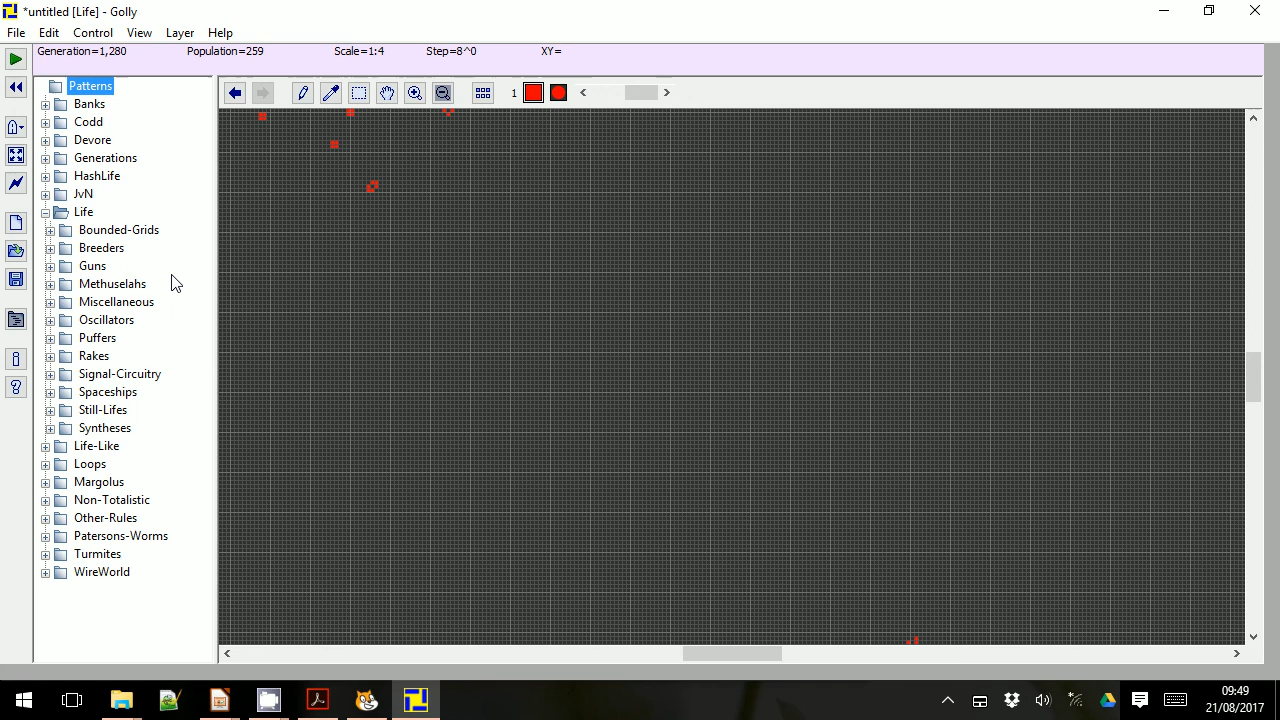 *untitled [Life] - Golly
File Edit Control View Layer Help
Generation=1,280 Population=259 Scale=1:4 Step=8^0 XY=
Patterns
1
Banks
Codd
Devore
Generations
HashLife
JvN
Life
Bounded-Grids
Breeders
Guns
Methuselahs
Miscellaneous
Oscillators
Puffers
Rakes
Signal-Circuitry
Spaceships
Still-Lifes
Syntheses
Life-Like
Loops
Margolus
Non-Totalistic
Other-Rules
Patersons-Worms
Turmites
WireWorld
09:49
21/08/2017